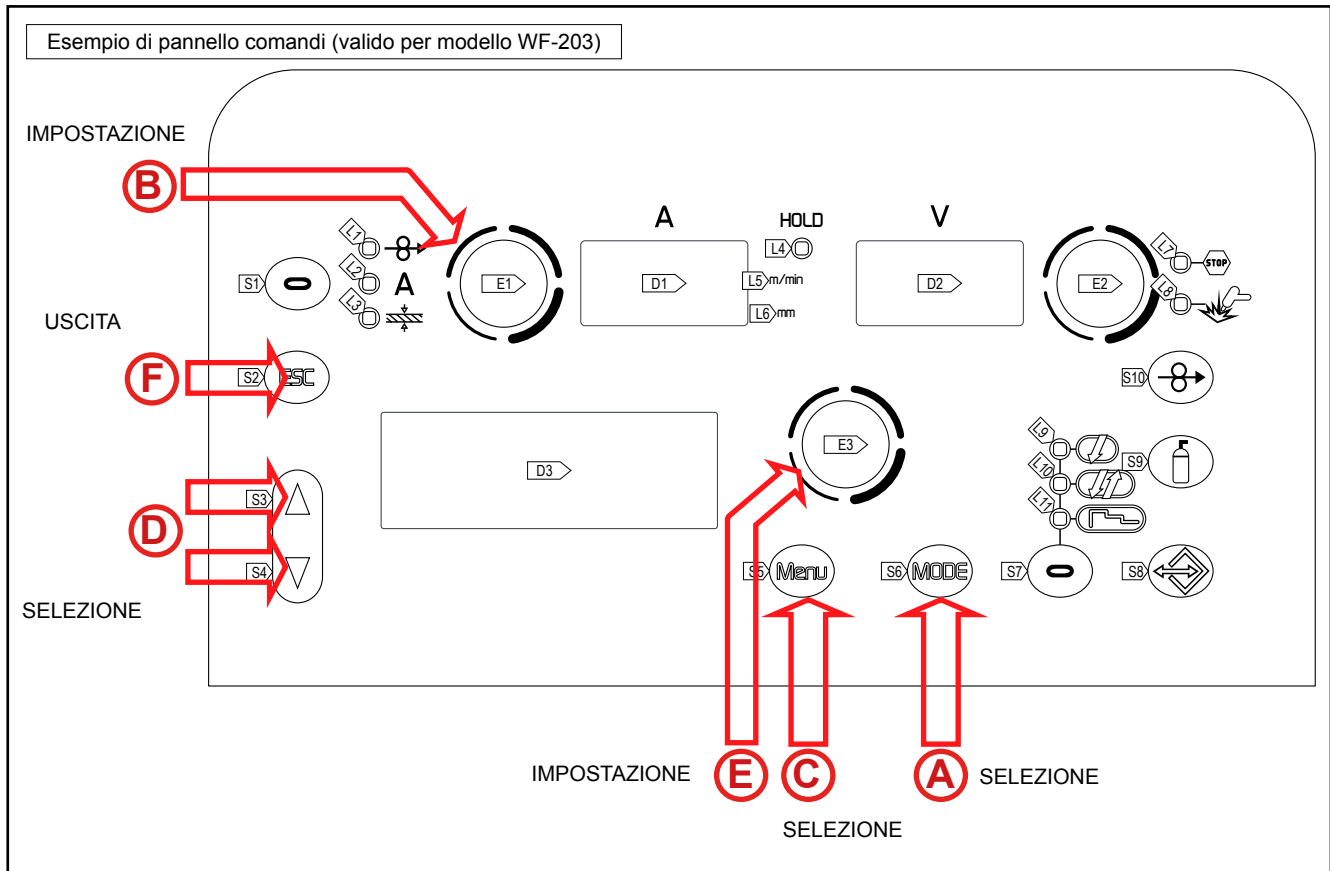 Esempio di pannello comandi (valido per modello WF-203)
IMPOSTAZIONE
B
A
HOLD
V
L1
L2
A
L3
S1
E1
D1
L4
L5 m/min
L6 mm
D2
E2
L7
STOP
L8
USCITA
F
S2 ESC
S10
E3
D3
L9
L10
L11
S9
S3
D
S4
S5 Menu
S6 MODE
S7
S8
SELEZIONE
IMPOSTAZIONE
E
C
A
SELEZIONE
SELEZIONE